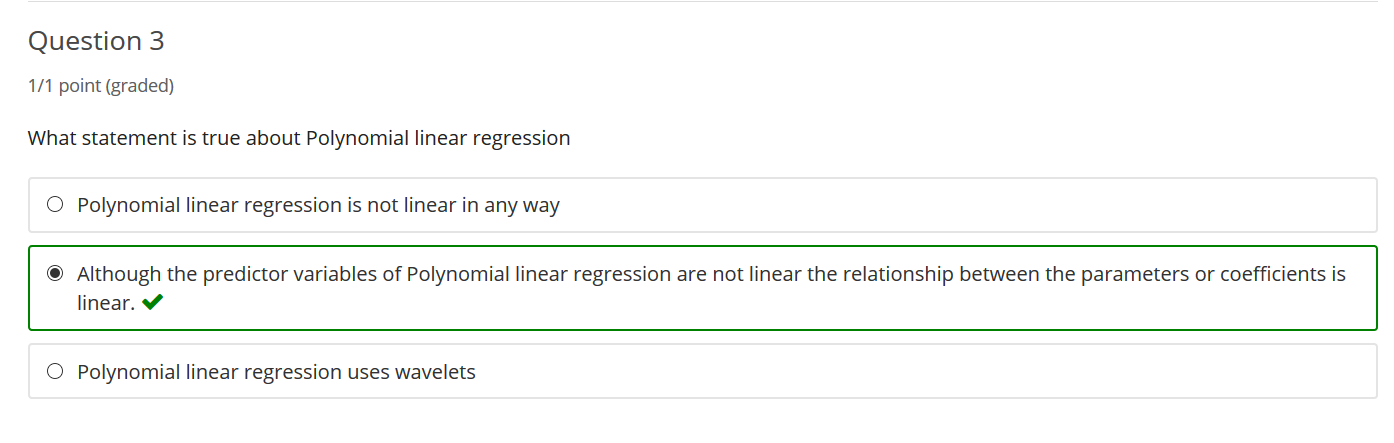 Question 3
1/1 point (graded)
What statement is true about Polynomial linear regression
Polynomial linear regression is not linear in any way
Although the predictor variables of Polynomial linear regression are not linear the relationship between the parameters or coefficients is
linear.
Polynomial linear regression uses wavelets